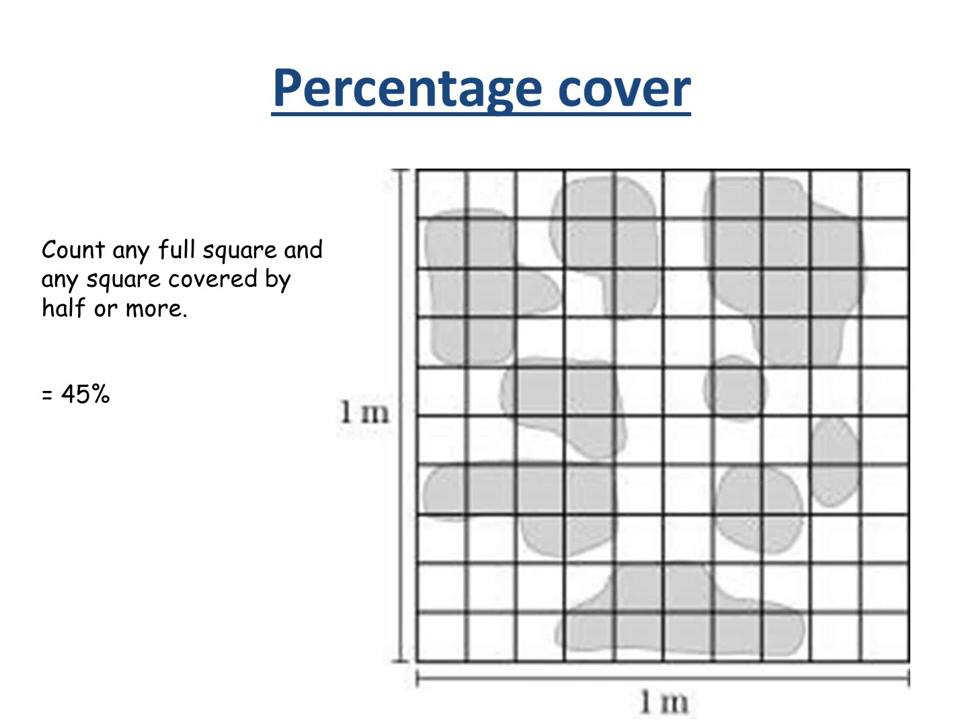 Percentage cover
Count any full square and
any square covered by
half or more.
= 45%
1 m
1 m